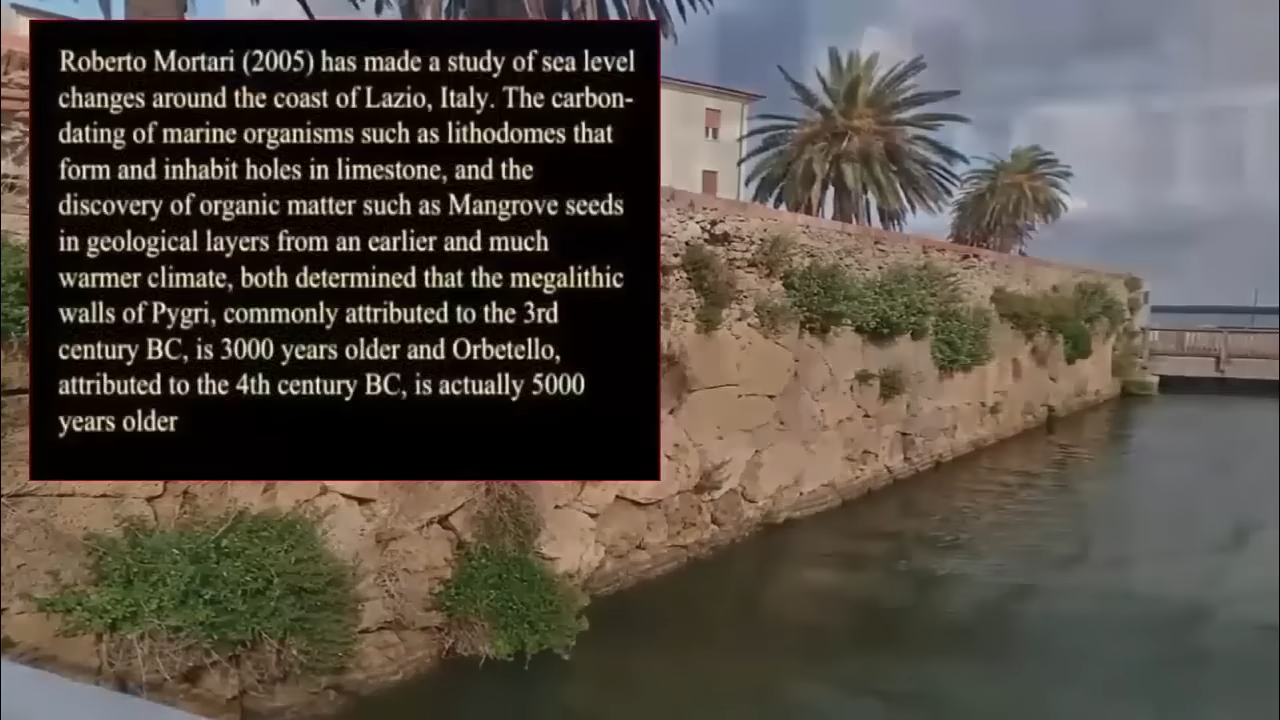 Roberto Mortari (2005) has made a study of sea level
changes around the coast of Lazio, Italy. The carbon-
dating of marine organisms such as lithodomes that
form and inhabit holes in limestone, and the
discovery of organic matter such as Mangrove seeds
in geological layers from an earlier and much
warmer climate, both determined that the megalithic
walls of Pygri, commonly attributed to the 3rd
century BC, is 3000 years older and Orbetello,
attributed to the 4th century BC, is actually 5000
years older